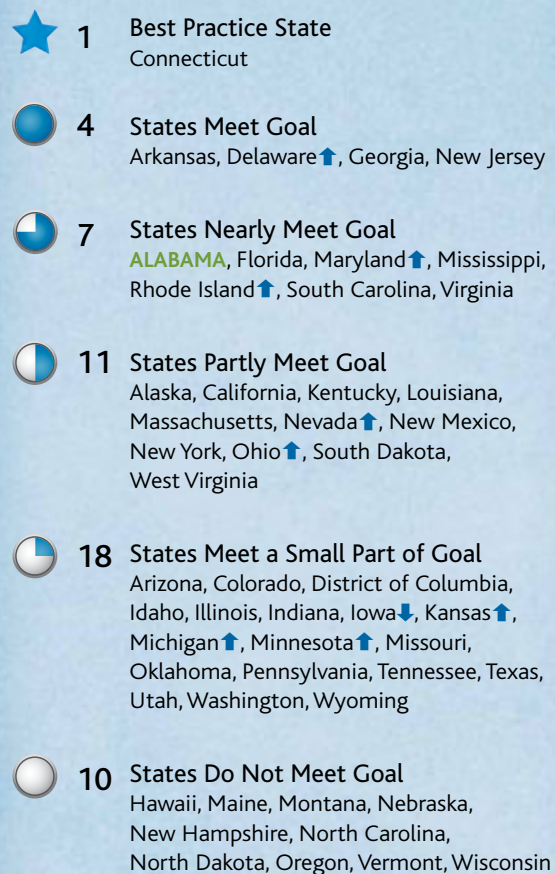 1 Best Practice State
Connecticut
4 States Meet Goal
Arkansas, Delaware⬆, Georgia, New Jersey
7 States Nearly Meet Goal
ALABAMA, Florida, Maryland⬆, Mississippi,
Rhode Island⬆, South Carolina, Virginia
11 States Partly Meet Goal
Alaska, California, Kentucky, Louisiana,
Massachusetts, Nevada⬆, New Mexico,
New York, Ohio⬆, South Dakota,
West Virginia
18 States Meet a Small Part of Goal
Arizona, Colorado, District of Columbia,
Idaho, Illinois, Indiana, Iowa⬇, Kansas⬆,
Michigan⬆, Minnesota⬆, Missouri,
Oklahoma, Pennsylvania, Tennessee, Texas,
Utah, Washington, Wyoming
10 States Do Not Meet Goal
Hawaii, Maine, Montana, Nebraska,
New Hampshire, North Carolina,
North Dakota, Oregon, Vermont, Wisconsin